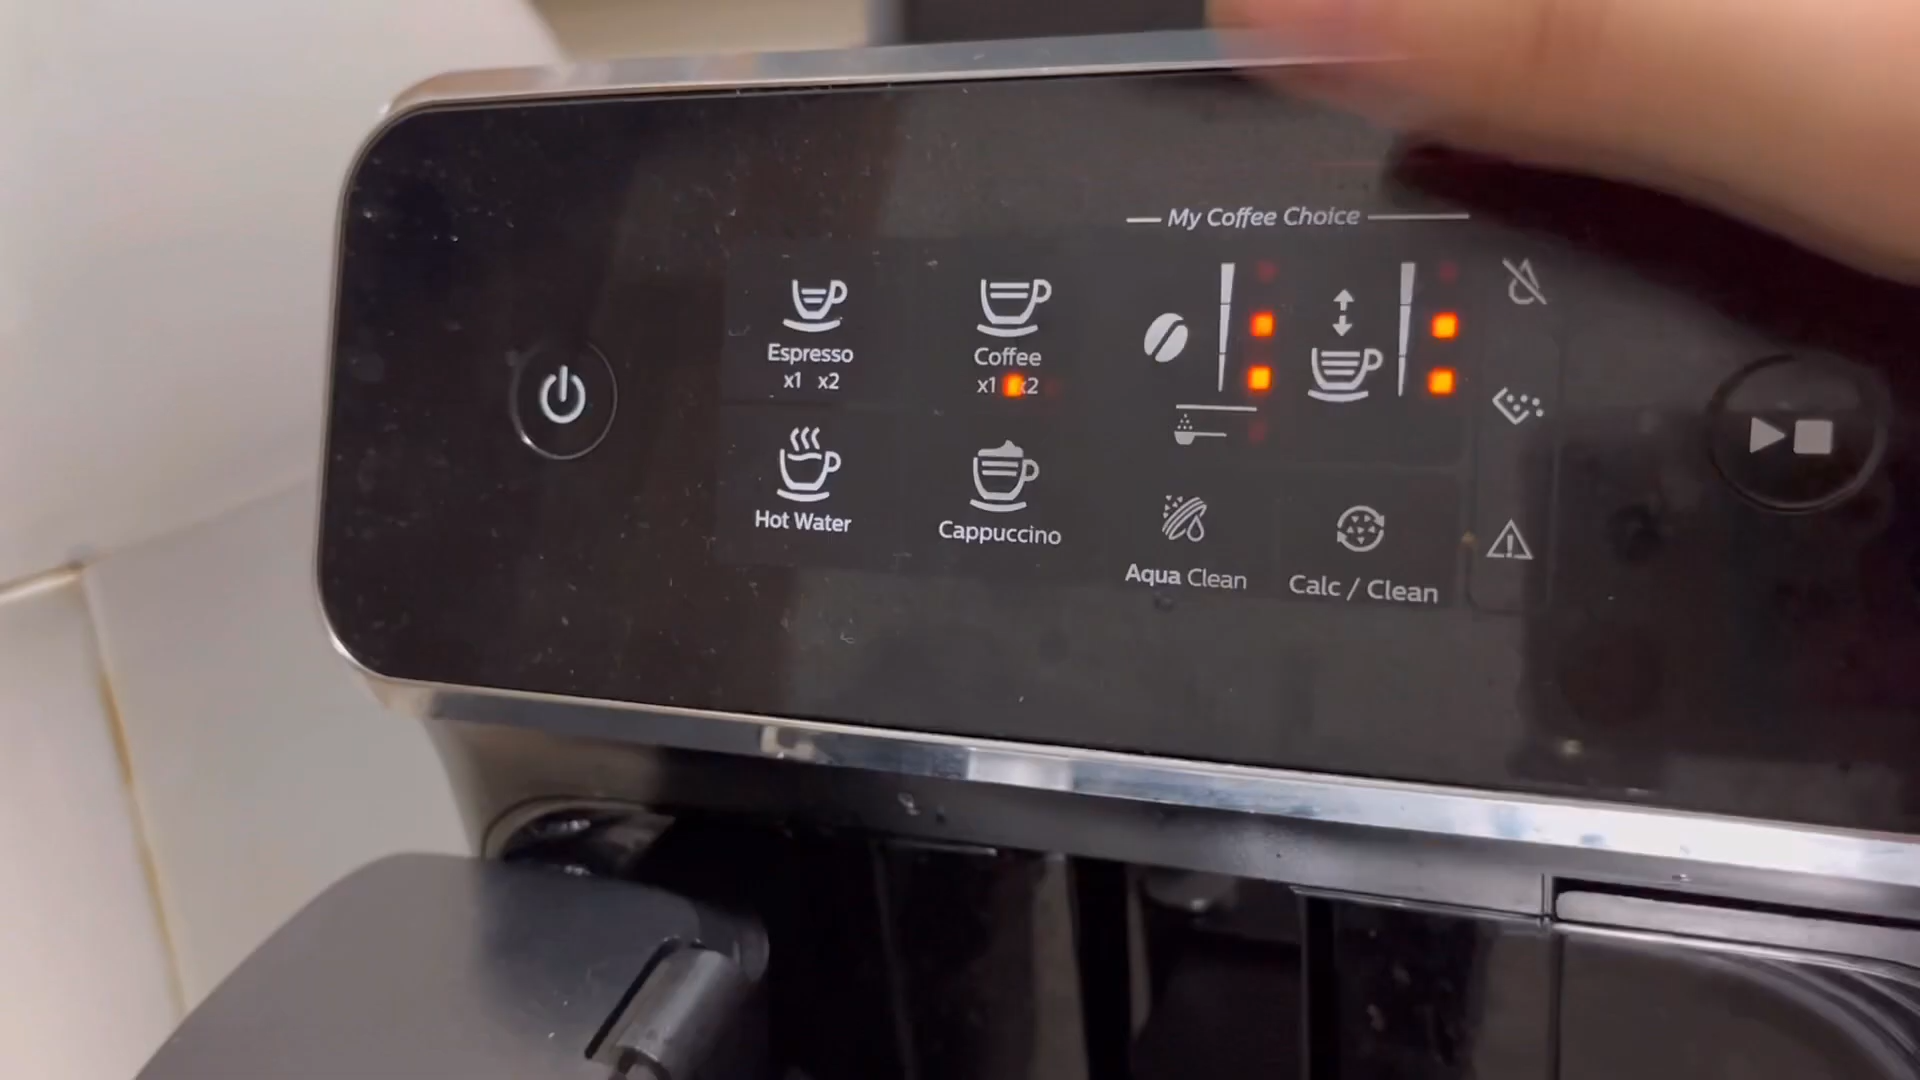 My Coffee Choice
Espresso
x1 x2
Coffee
x1 x2
Hot Water
Cappuccino
Aqua Clean
Calc / Clean